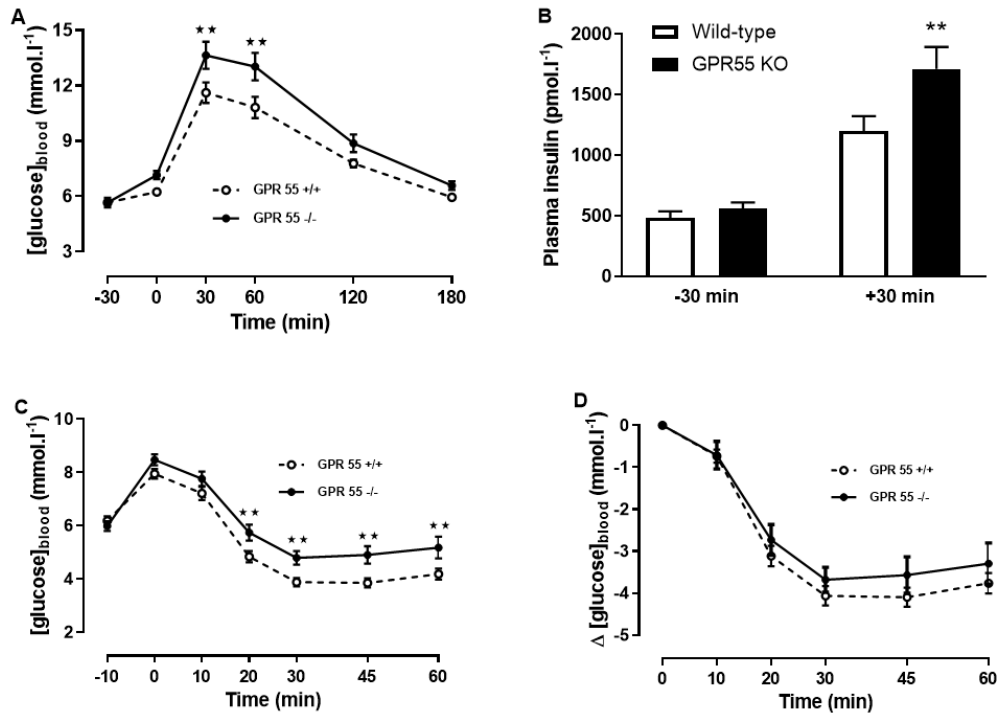 A
[glucose]blood (mmol.l-1)
15
12
9
6
3
★★
★★
GPR 55 +/+
GPR 55 -/-
-30 0 30 60 120 180
Time (min)
B
Plasma insulin (pmol.l-1)
2000
1500
1000
500
0
Wild-type
GPR55 KO
**
-30 min +30 min
C
[glucose]blood (mmol.l-1)
10
8
6
4
2
GPR 55 +/+
GPR 55 -/-
★★
★★
★★
★★
-10 0 10 20 30 45 60
Time (min)
D
Δ [glucose]blood (mmol.l-1)
0
-1
-2
-3
-4
-5
GPR 55 +/+
GPR 55 -/-
0 10 20 30 45 60
Time (min)